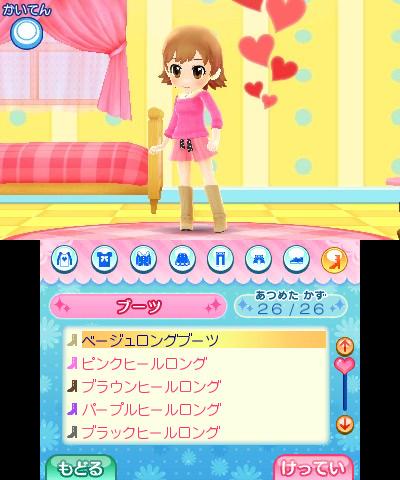 かいてん
ブーツ
あつめた かず
26/26
ベージュロングブーツ
ピンクヒールロング
ブラウンヒールロング
パープルヒールロング
ブラックヒールロング
もどる
けってい